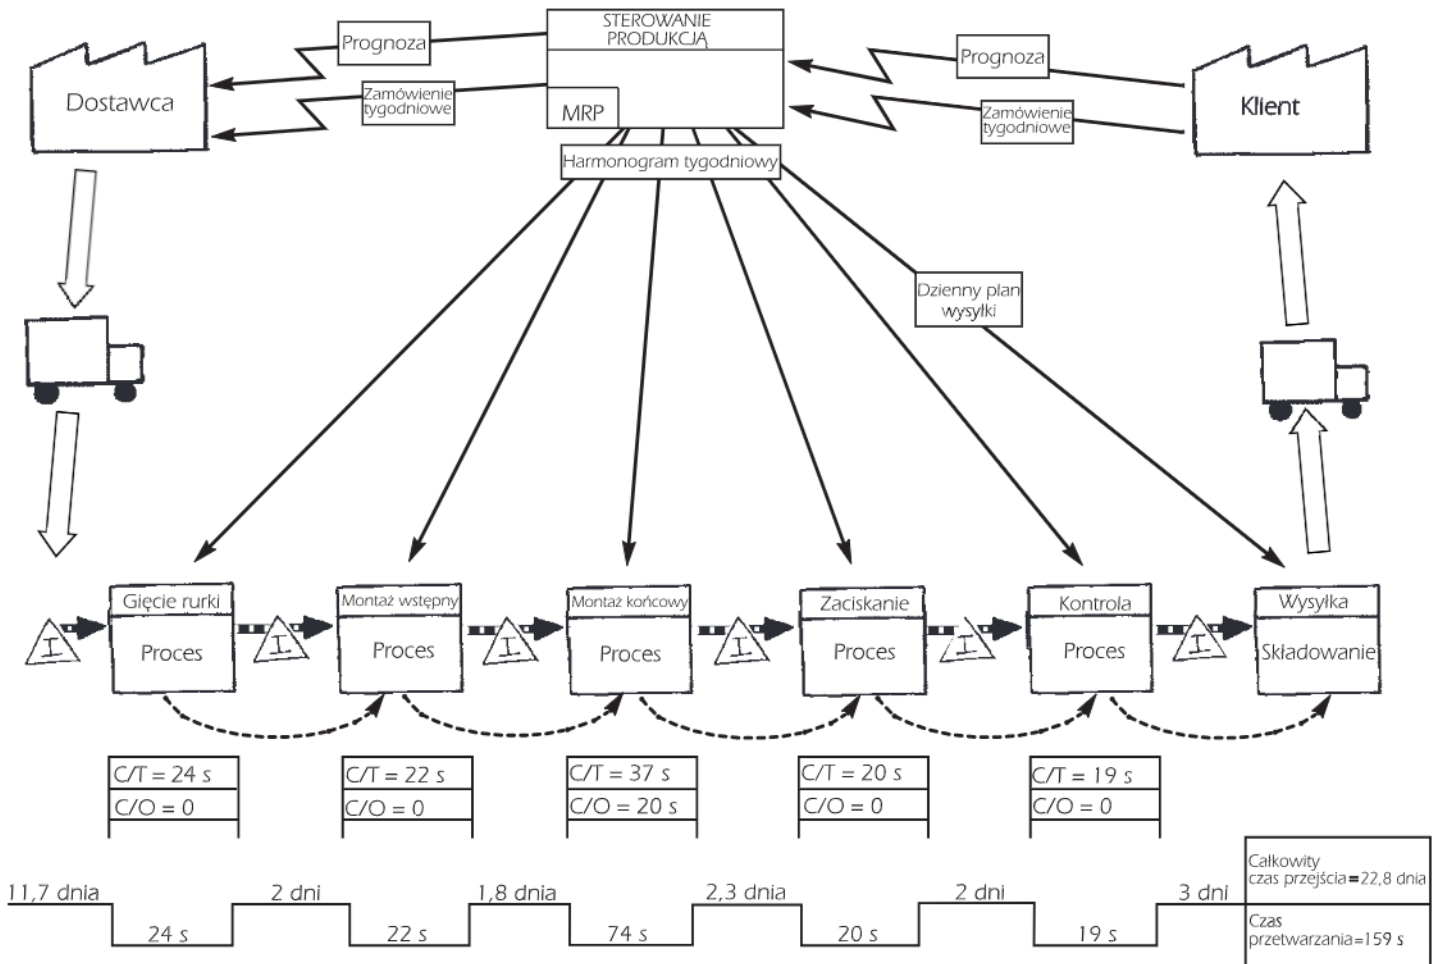 STEROWANIE
PRODUKCJĄ
MRP
Dostawca
Prognoza
Zamówienie
tygodniowe
Prognoza
Zamówienie
tygodniowe
Klient
Harmonogram tygodniowy
Dzienny plan
wysyłki
I
Gięcie rurki
Proces
I
Montaż wstępny
Proces
I
Montaż końcowy
Proces
I
Zaciskanie
Proces
I
Kontrola
Proces
I
Wysyłka
Składowanie
C/T = 24 s
C/O = 0
C/T = 22 s
C/O = 0
C/T = 37 s
C/O = 20 s
C/T = 20 s
C/O = 0
C/T = 19 s
C/O = 0
11,7 dnia
24 s
2 dni
22 s
1,8 dnia
74 s
2,3 dnia
20 s
2 dni
19 s
3 dni
Całkowity
czas przejścia=22,8 dnia
Czas
przetwarzania=159 s